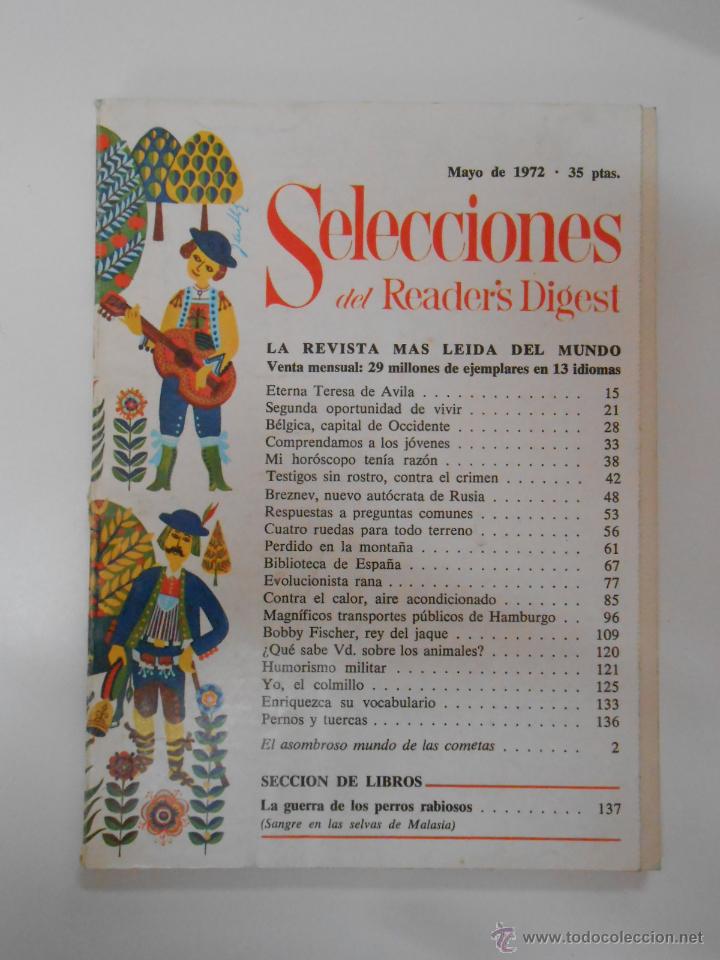 Mayo de 1972 · 35 ptas.
Selecciones
del Reader's Digest
LA REVISTA MAS LEIDA DEL MUNDO
Venta mensual: 29 millones de ejemplares en 13 idiomas
Eterna Teresa de Avila . . . . . . . . . . . . . . 15
Segunda oportunidad de vivir . . . . . . . . . . . 21
Bélgica, capital de Occidente . . . . . . . . . . . 28
Comprendamos a los jóvenes . . . . . . . . . . . 33
Mi horóscopo tenía razón . . . . . . . . . . . . 38
Testigos sin rostro, contra el crimen . . . . . . . 42
Breznev, nuevo autócrata de Rusia . . . . . . . . 48
Respuestas a preguntas comunes . . . . . . . . . 53
Cuatro ruedas para todo terreno . . . . . . . . . 56
Perdido en la montaña . . . . . . . . . . . . . . 61
Biblioteca de España . . . . . . . . . . . . . . 67
Evolucionista rana . . . . . . . . . . . . . . . 77
Contra el calor, aire acondicionado . . . . . . . 85
Magníficos transportes públicos de Hamburgo . . 96
Bobby Fischer, rey del jaque . . . . . . . . . . . 109
¿Qué sabe Vd. sobre los animales? . . . . . . . . 120
Humorismo militar . . . . . . . . . . . . . . . 121
Yo, el colmillo . . . . . . . . . . . . . . . . . 125
Enriquezca su vocabulario . . . . . . . . . . . . 133
Pernos y tuercas . . . . . . . . . . . . . . . . 136
El asombroso mundo de las cometas . . . . . . . 2
SECCION DE LIBROS
La guerra de los perros rabiosos . . . . . . . . . 137
(Sangre en las selvas de Malasia)
© www.todocoleccion.net